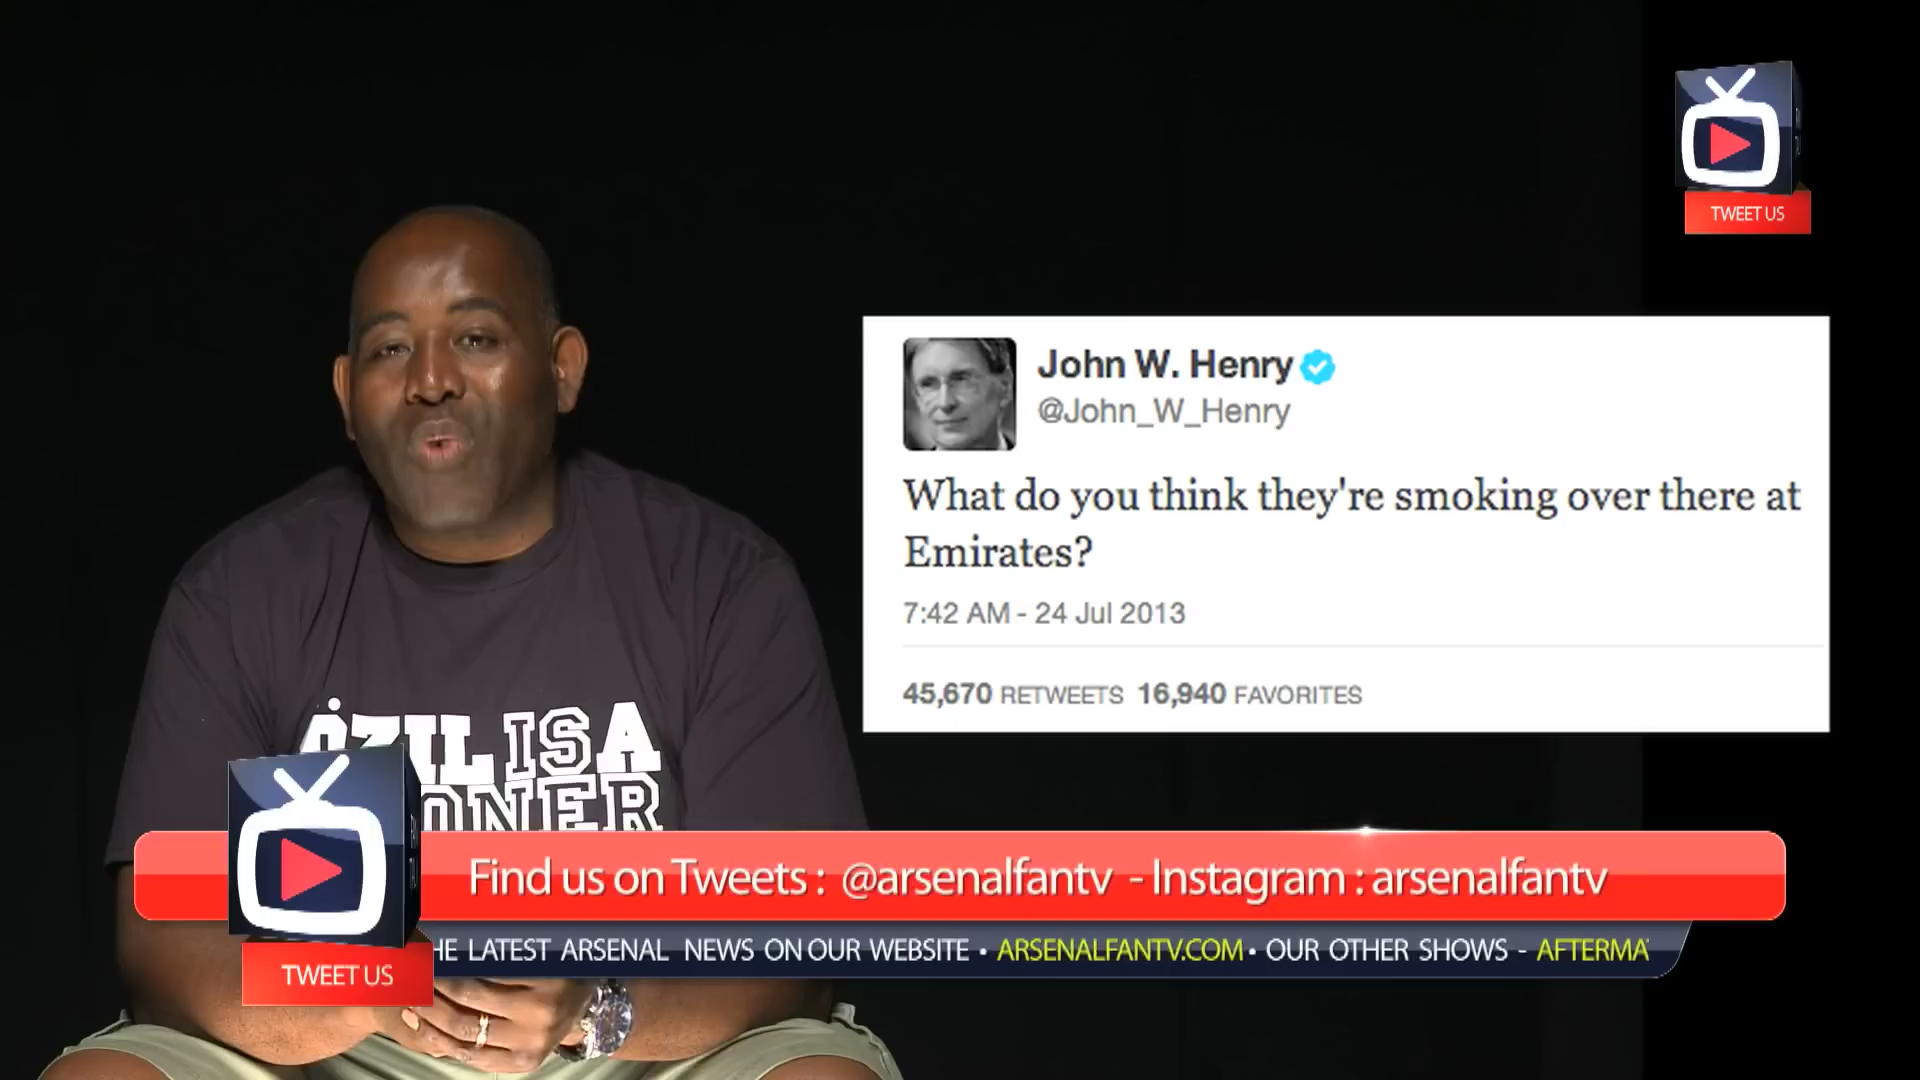 TWEET US
John W. Henry
@John_W_Henry
What do you think they're smoking over there at
Emirates?
7:42 AM - 24 Jul 2013
45,670 RETWEETS 16,940 FAVORITES
IS A
Find us on Tweets : @arsenalfantv - Instagram : arsenalfantv
LATEST ARSENAL NEWS ON OUR WEBSITE • ARSENALFANTV.COM • OUR OTHER SHOWS -
TWEET US